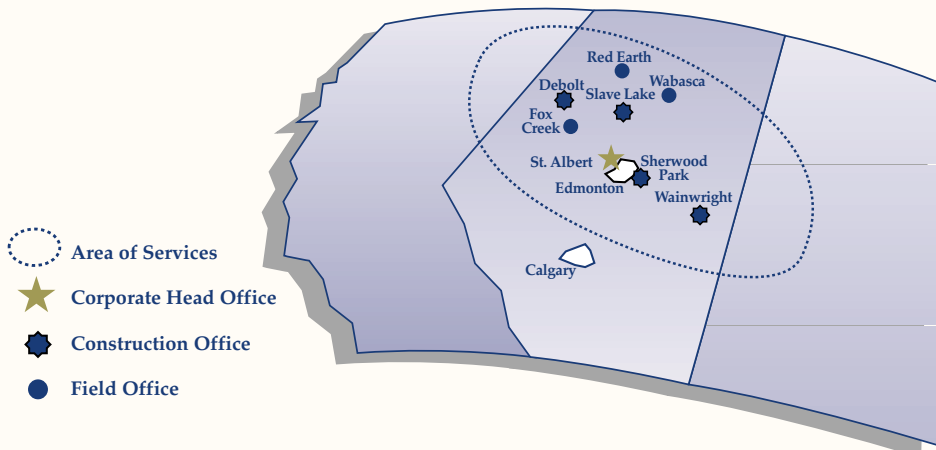 Red Earth
Debolt
Wabasca
Slave Lake
Fox
Creek
St. Albert
Sherwood
Park
Edmonton
Wainwright
Calgary
Area of Services
Corporate Head Office
Construction Office
Field Office